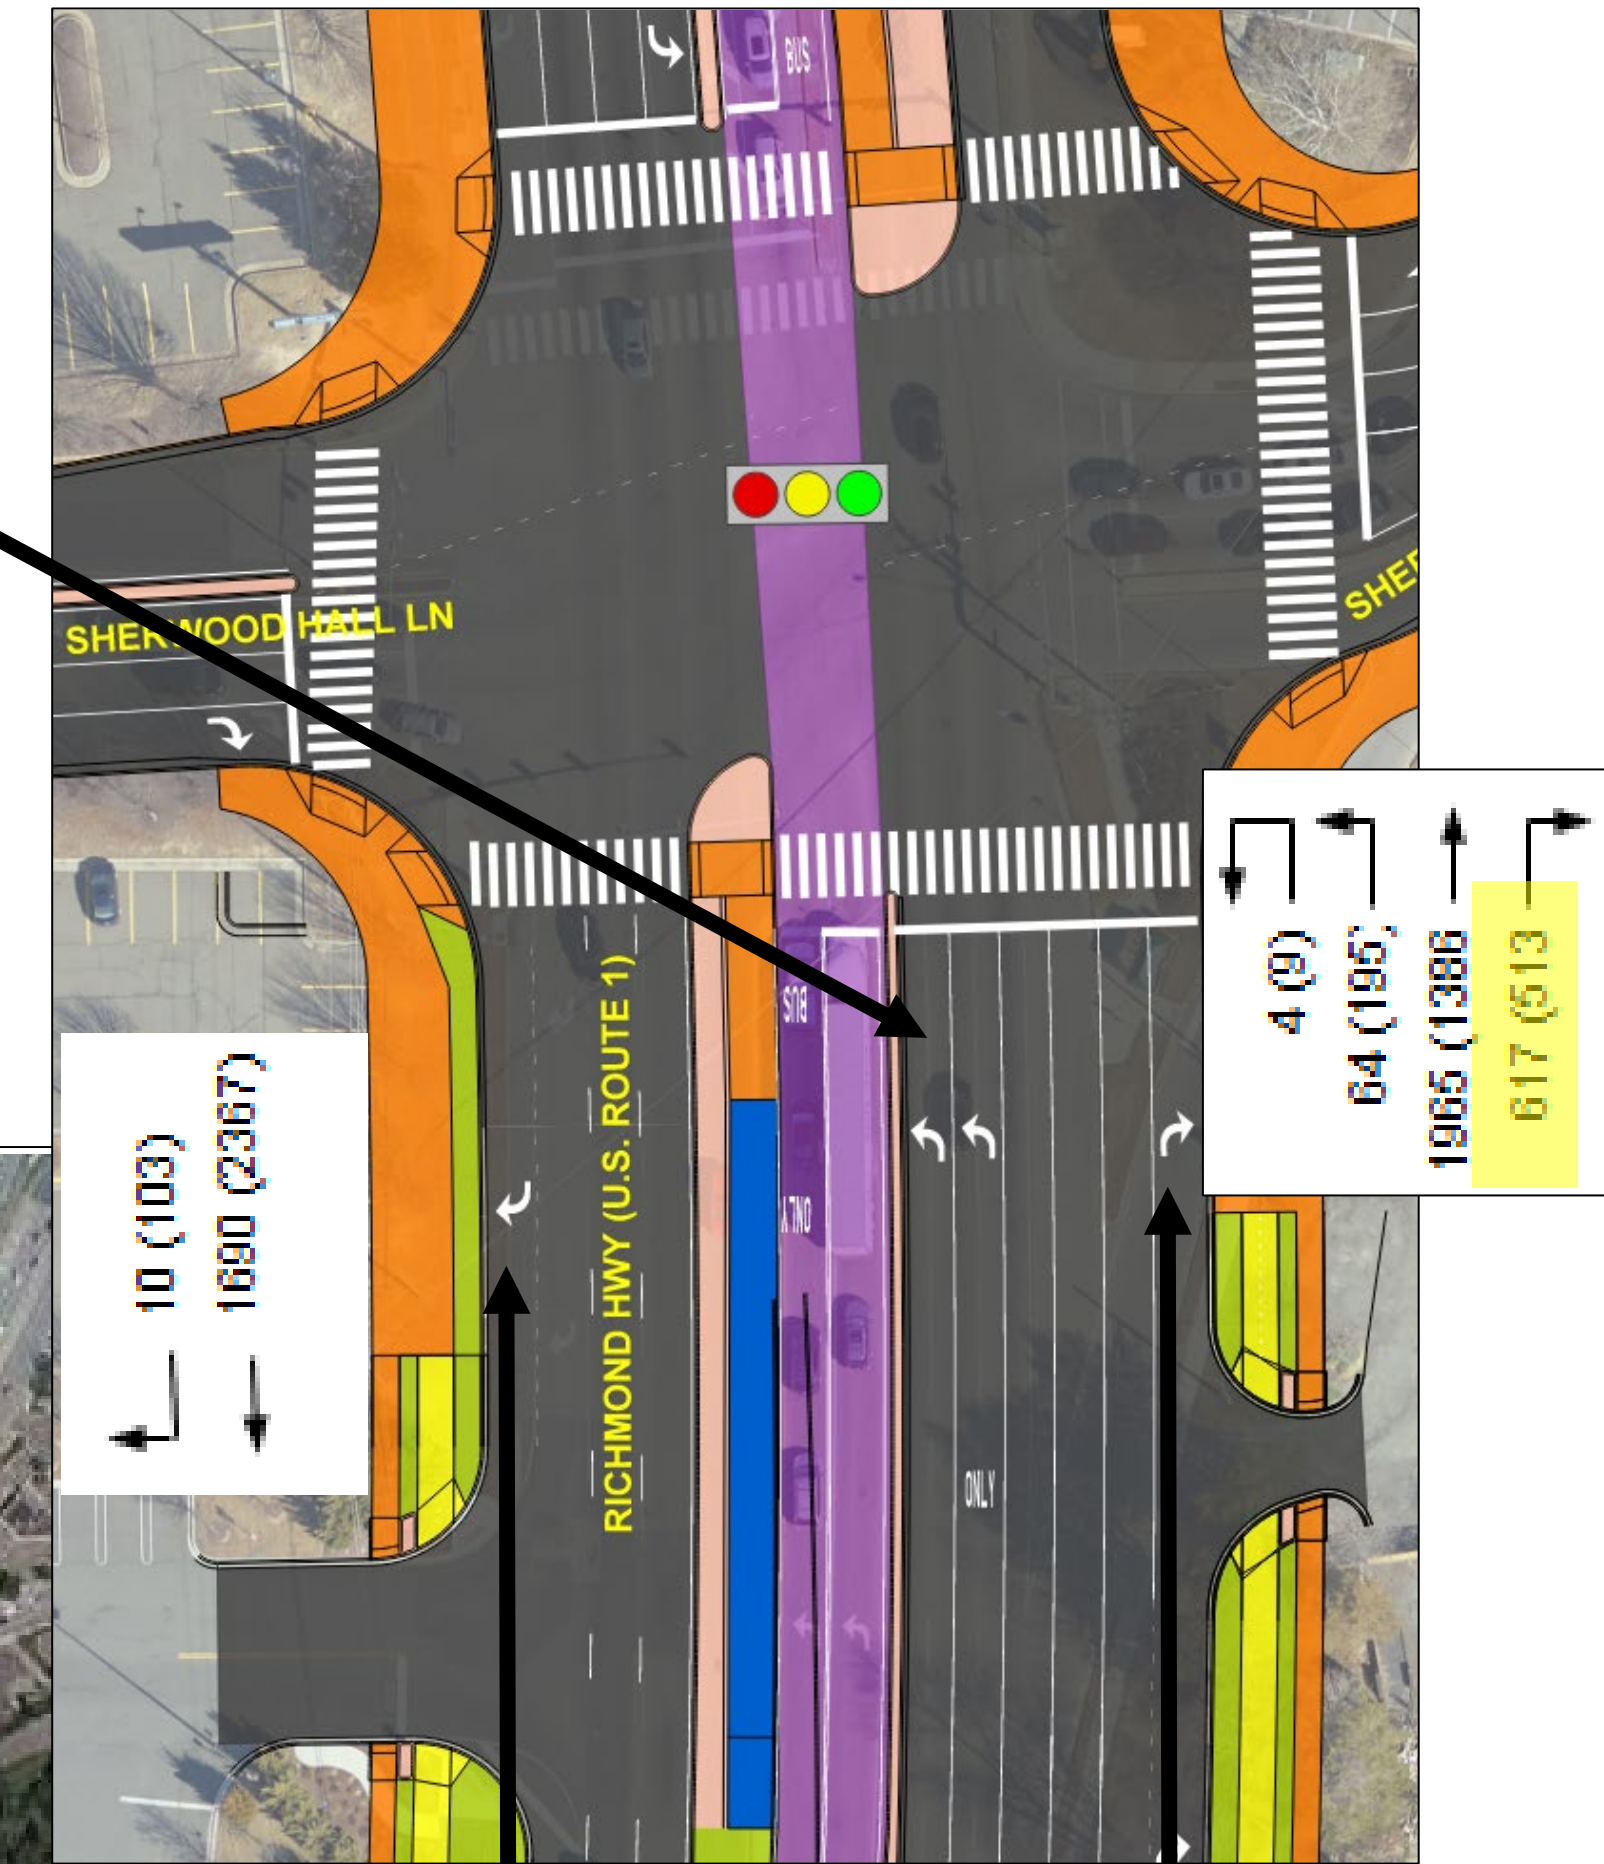 BUS
SHERWOOD HALL LN
SHER
RICHMOND HWY (U.S. ROUTE 1)
BUS
ONLY
ONLY
10 (103)
1690 (2367)
4 (9)
64 (195)
1965 (1386
617 (513